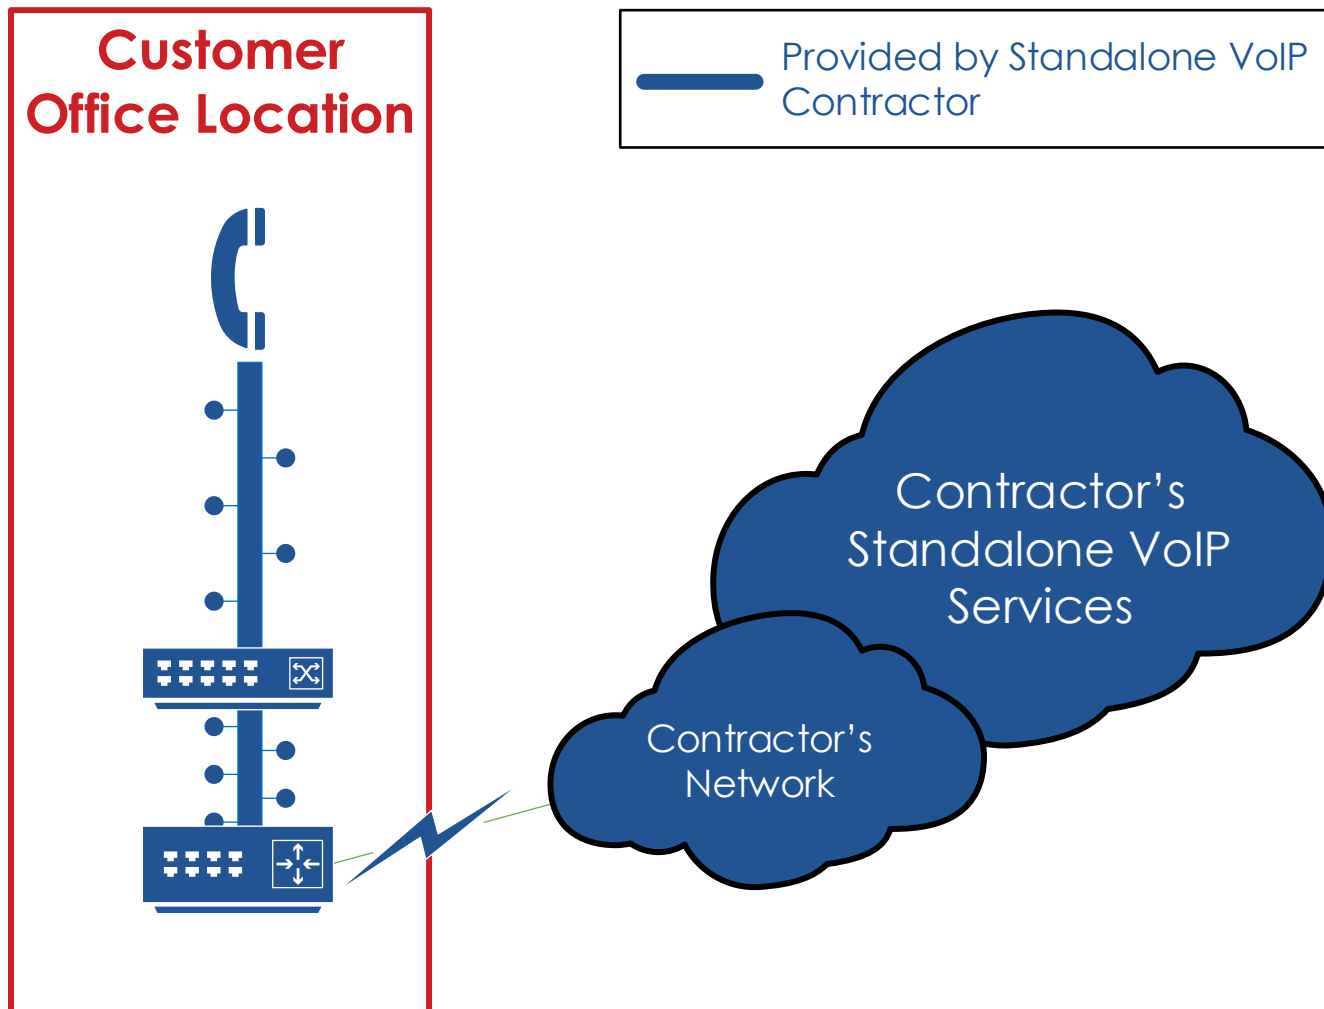 Customer
Office Location
Provided by Standalone VoIP
Contractor
Contractor’s
Standalone VoIP
Services
Contractor’s
Network